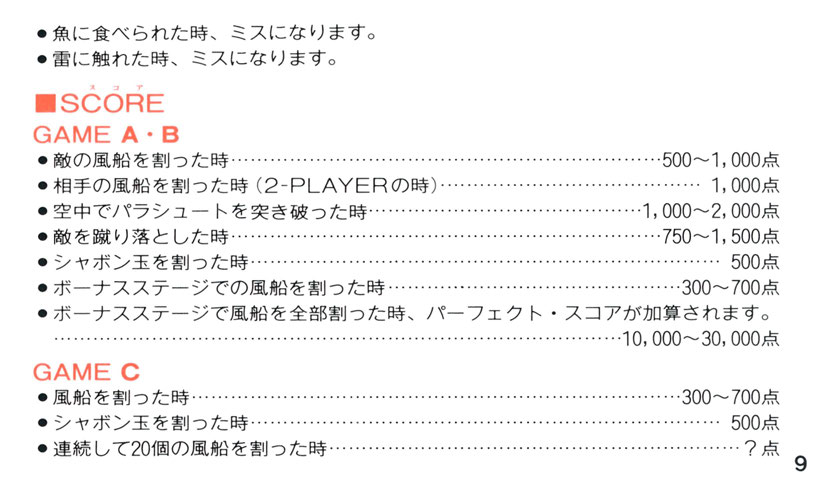 ●魚に食べられた時、ミスになります。
●雷に触れた時、ミスになります。
スコア
■SCORE
GAME A・B
●敵の風船を割った時……………………………………………………500〜1,000点
●相手の風船を割った時(2-PLAYERの時)…………………………… 1,000点
●空中でパラシュートを突き破った時…………………………………1,000〜2,000点
●敵を蹴り落とした時……………………………………………………750〜1,500点
●シャボン玉を割った時…………………………………………………… 500点
●ボーナスステージでの風船を割った時…………………………………300〜700点
●ボーナスステージで風船を全部割った時、パーフェクト・スコアが加算されます。
……………………………………………………………………10,000〜30,000点
GAME C
●風船を割った時…………………………………………………………300〜700点
●シャボン玉を割った時…………………………………………………… 500点
●連続して20個の風船を割った時…………………………………………………?点
9